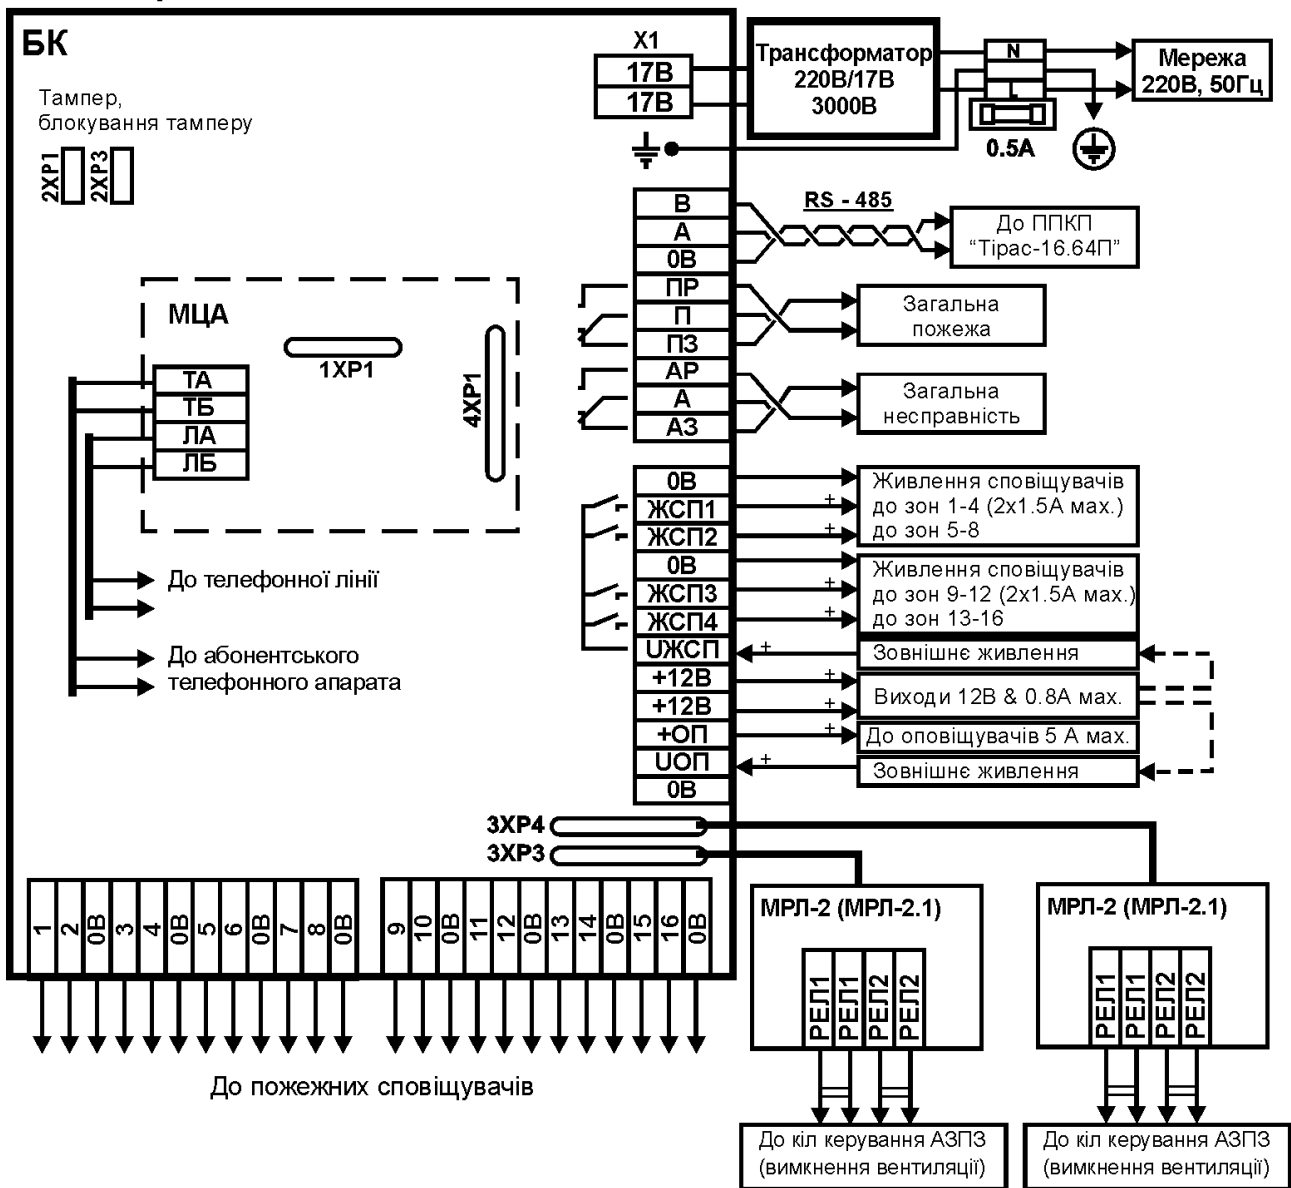 БК
Тампер,
блокування тамперу
2XP1
2XP3
X1
17В
17В
Трансформатор
220В/17В
3000В
N
L
0.5А
Мережа
220В, 50Гц
В
А
0В
RS - 485
До ППКП
“Тірас-16.64П”
ПР
П
ПЗ
Загальна
пожежа
АР
А
АЗ
Загальна
несправність
МЦА
1XP1
4XP1
ТА
ТБ
ЛА
ЛБ
До телефонної лінії
До абонентського
телефонного апарата
0В
ЖСП1
ЖСП2
0В
ЖСП3
ЖСП4
UЖСП
+12В
+12В
+ОП
UОП
0В
+
+
+
+
+
+
+
+
+
Живлення сповіщувачів
до зон 1-4 (2х1.5А мах.)
до зон 5-8
Живлення сповіщувачів
до зон 9-12 (2х1.5А мах.)
до зон 13-16
Зовнішнє живлення
Виходи 12В & 0.8А мах.
До оповіщувачів 5 А мах.
Зовнішнє живлення
3XP4
3XP3
1 2 0В 3 4 0В 5 6 0В 7 8 0В
9 10 0В 11 12 0В 13 14 0В 15 16 0В
До пожежних сповіщувачів
МРЛ-2 (МРЛ-2.1)
РЕЛ1 РЕЛ1 РЕЛ2 РЕЛ2
До кіл керування АЗПЗ
(вимкнення вентиляції)
МРЛ-2 (МРЛ-2.1)
РЕЛ1 РЕЛ1 РЕЛ2 РЕЛ2
До кіл керування АЗПЗ
(вимкнення вентиляції)